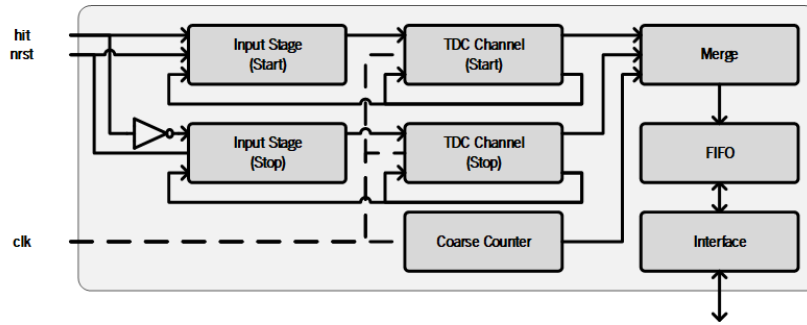 hit
nrst
Input Stage
(Start)
TDC Channel
(Start)
Merge
Input Stage
(Stop)
TDC Channel
(Stop)
FIFO
clk
Coarse Counter
Interface